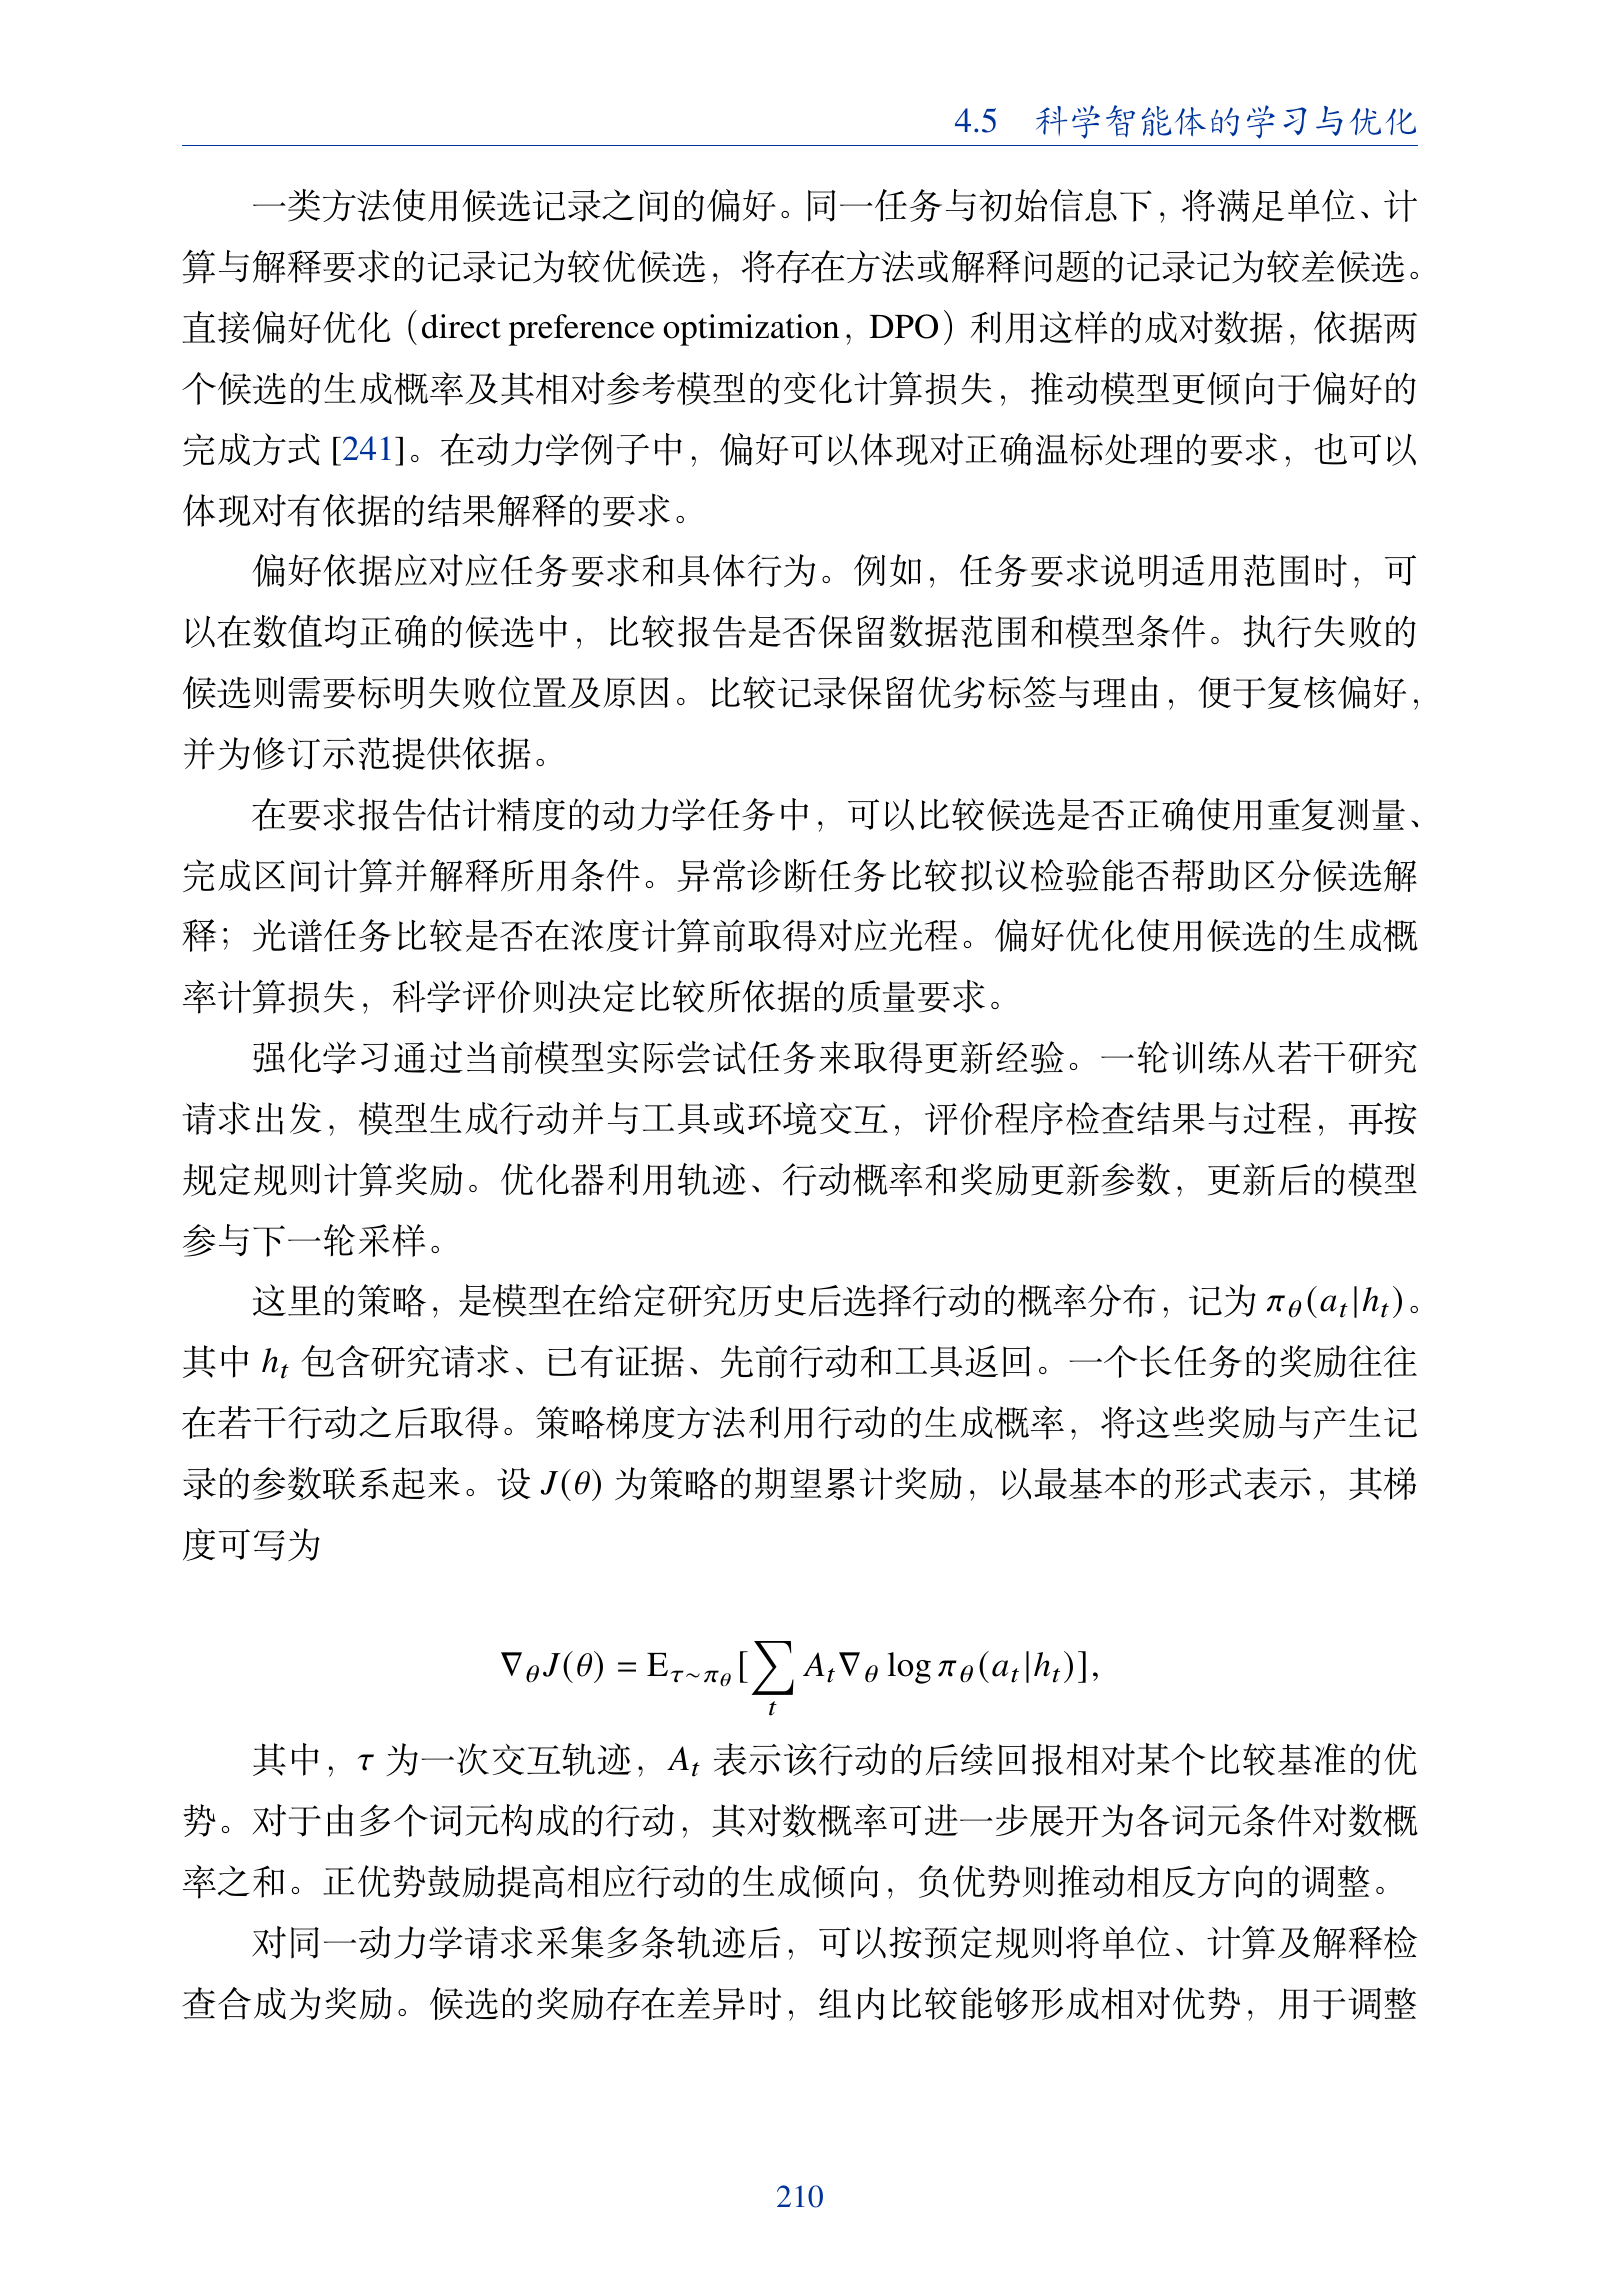 4.5 科学智能体的学习与优化
一类方法使用候选记录之间的偏好。同一任务与初始信息下，将满足单位、计
算与解释要求的记录记为较优候选，将存在方法或解释问题的记录记为较差候选。
直接偏好优化（direct preference optimization，DPO）利用这样的成对数据，依据两
个候选的生成概率及其相对参考模型的变化计算损失，推动模型更倾向于偏好的
完成方式 [241]。在动力学例子中，偏好可以体现对正确温标处理的要求，也可以
体现对有依据的结果解释的要求。
偏好依据应对应任务要求和具体行为。例如，任务要求说明适用范围时，可
以在数值均正确的候选中，比较报告是否保留数据范围和模型条件。执行失败的
候选则需要标明失败位置及原因。比较记录保留优劣标签与理由，便于复核偏好，
并为修订示范提供依据。
在要求报告估计精度的动力学任务中，可以比较候选是否正确使用重复测量、
完成区间计算并解释所用条件。异常诊断任务比较拟议检验能否帮助区分候选解
释；光谱任务比较是否在浓度计算前取得对应光程。偏好优化使用候选的生成概
率计算损失，科学评价则决定比较所依据的质量要求。
强化学习通过当前模型实际尝试任务来取得更新经验。一轮训练从若干研究
请求出发，模型生成行动并与工具或环境交互，评价程序检查结果与过程，再按
规定规则计算奖励。优化器利用轨迹、行动概率和奖励更新参数，更新后的模型
参与下一轮采样。
这里的策略，是模型在给定研究历史后选择行动的概率分布，记为 π_θ(a_t|h_t)。
其中 h_t 包含研究请求、已有证据、先前行动和工具返回。一个长任务的奖励往往
在若干行动之后取得。策略梯度方法利用行动的生成概率，将这些奖励与产生记
录的参数联系起来。设 J(θ) 为策略的期望累计奖励，以最基本的形式表示，其梯
度可写为
∇_θ J(θ) = E_{τ∼π_θ} [∑_t A_t ∇_θ log π_θ(a_t|h_t)],
其中，τ 为一次交互轨迹，A_t 表示该行动的后续回报相对某个比较基准的优
势。对于由多个词元构成的行动，其对数概率可进一步展开为各词元条件对数概
率之和。正优势鼓励提高相应行动的生成倾向，负优势则推动相反方向的调整。
对同一动力学请求采集多条轨迹后，可以按预定规则将单位、计算及解释检
查合成为奖励。候选的奖励存在差异时，组内比较能够形成相对优势，用于调整
210